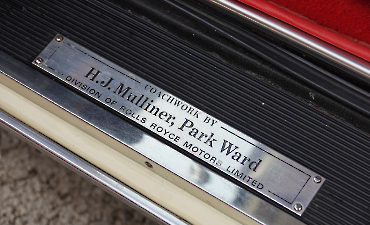 COACHWORK BY
H.J. Mulliner, Park Ward
DIVISION OF ROLLS ROYCE MOTORS LIMITED